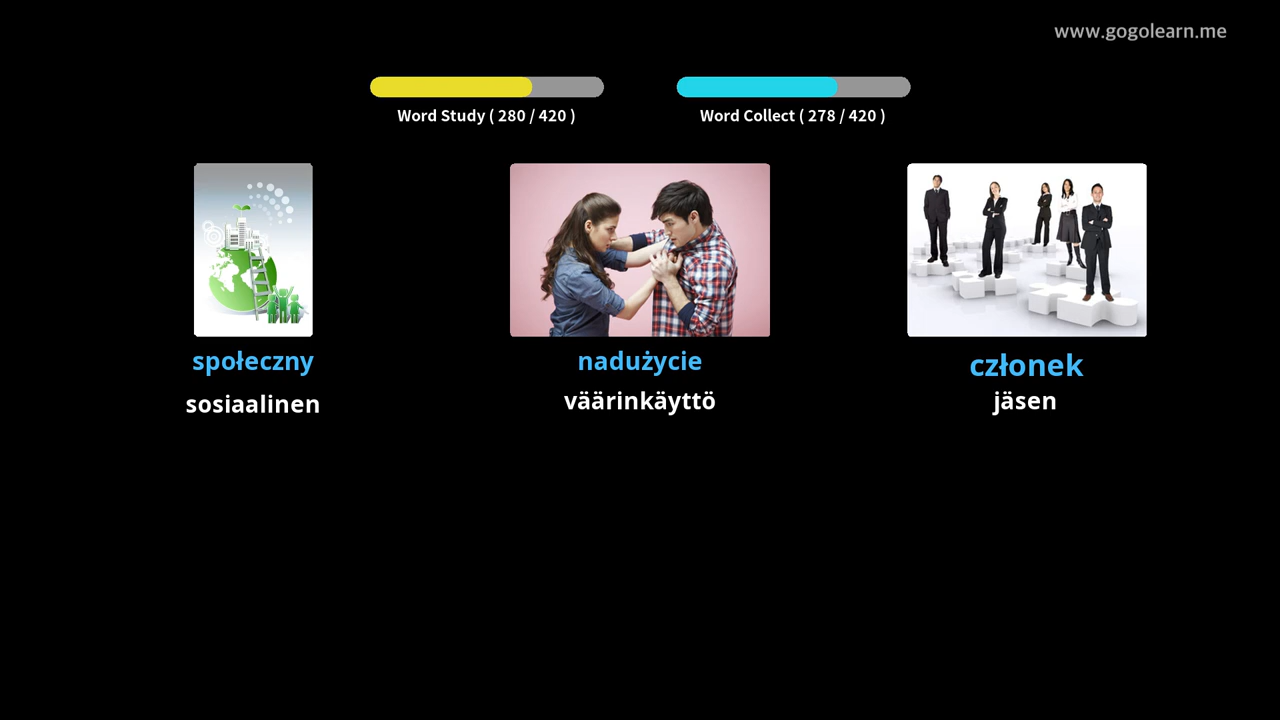 www.gogolearn.me
Word Study ( 280 / 420 )
Word Collect ( 278 / 420 )
społeczny
sosiaalinen
nadużycie
väärinkäyttö
członek
jäsen